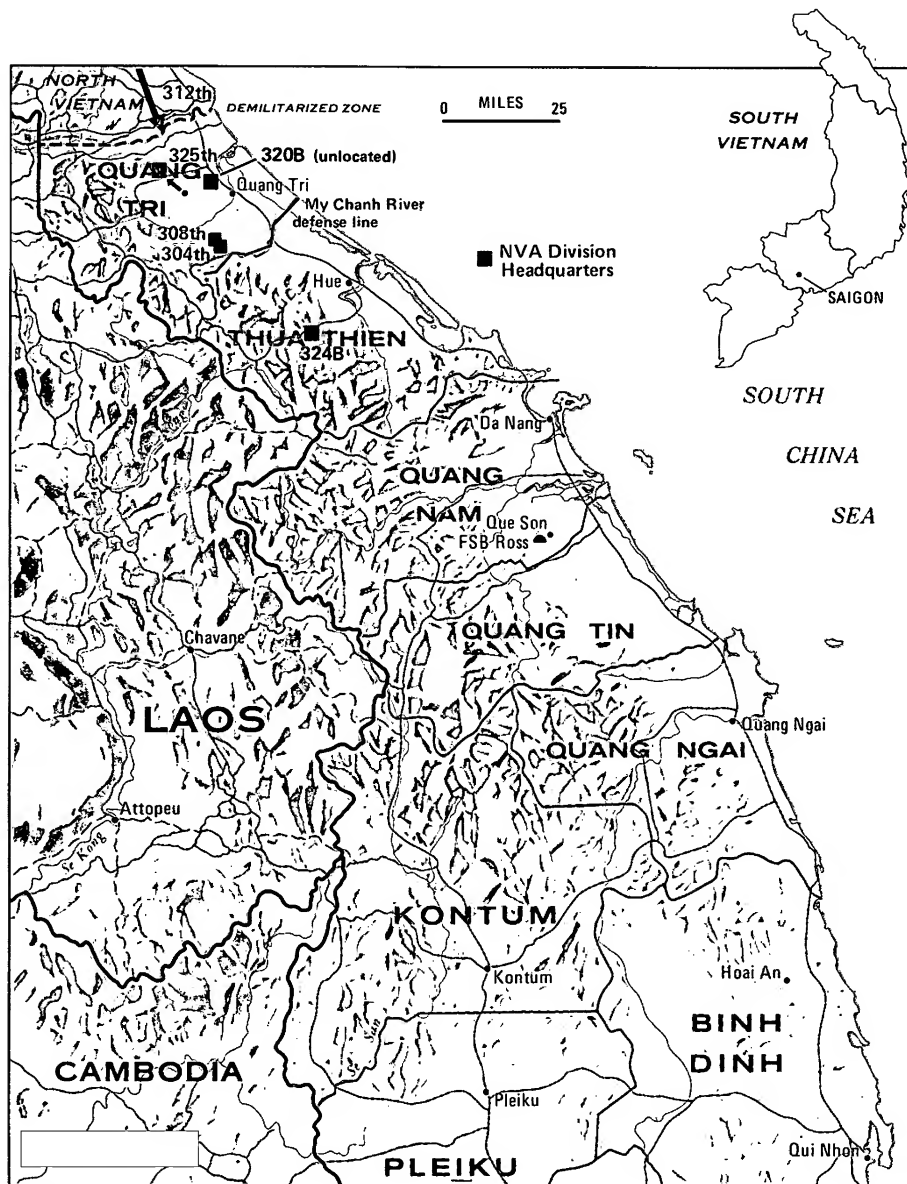 NORTH
VIETNAM
312th
DEMILITARIZED ZONE
0 MILES 25
SOUTH
VIETNAM
325th
320B (unlocated)
QUANG
TRI
Quang Tri
My Chanh River
defense line
308th
304th
NVA Division
Headquarters
SAIGON
Hue
THUA THIEN
324B
SOUTH
CHINA
SEA
Da Nang
QUANG
NAM
Que Son
FSB Ross
QUANG TIN
Chavane
LAOS
Quang Ngai
QUANG NGAI
Attopeu
Se Kong
KONTUM
Kontum
Hoai An
Se San
BINH
DINH
CAMBODIA
Pleiku
Qui Nhon
PLEIKU